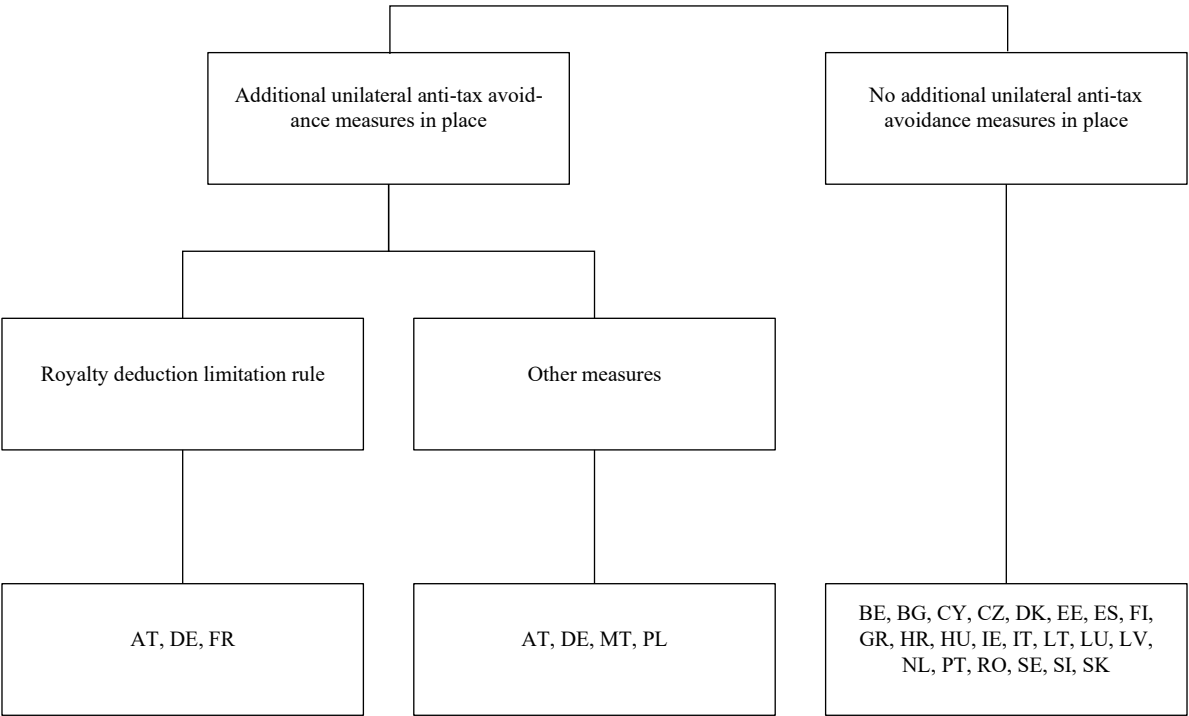 Additional unilateral anti-tax avoid-
ance measures in place
No additional unilateral anti-tax
avoidance measures in place
Royalty deduction limitation rule
Other measures
AT, DE, FR
AT, DE, MT, PL
BE, BG, CY, CZ, DK, EE, ES, FI,
GR, HR, HU, IE, IT, LT, LU, LV,
NL, PT, RO, SE, SI, SK